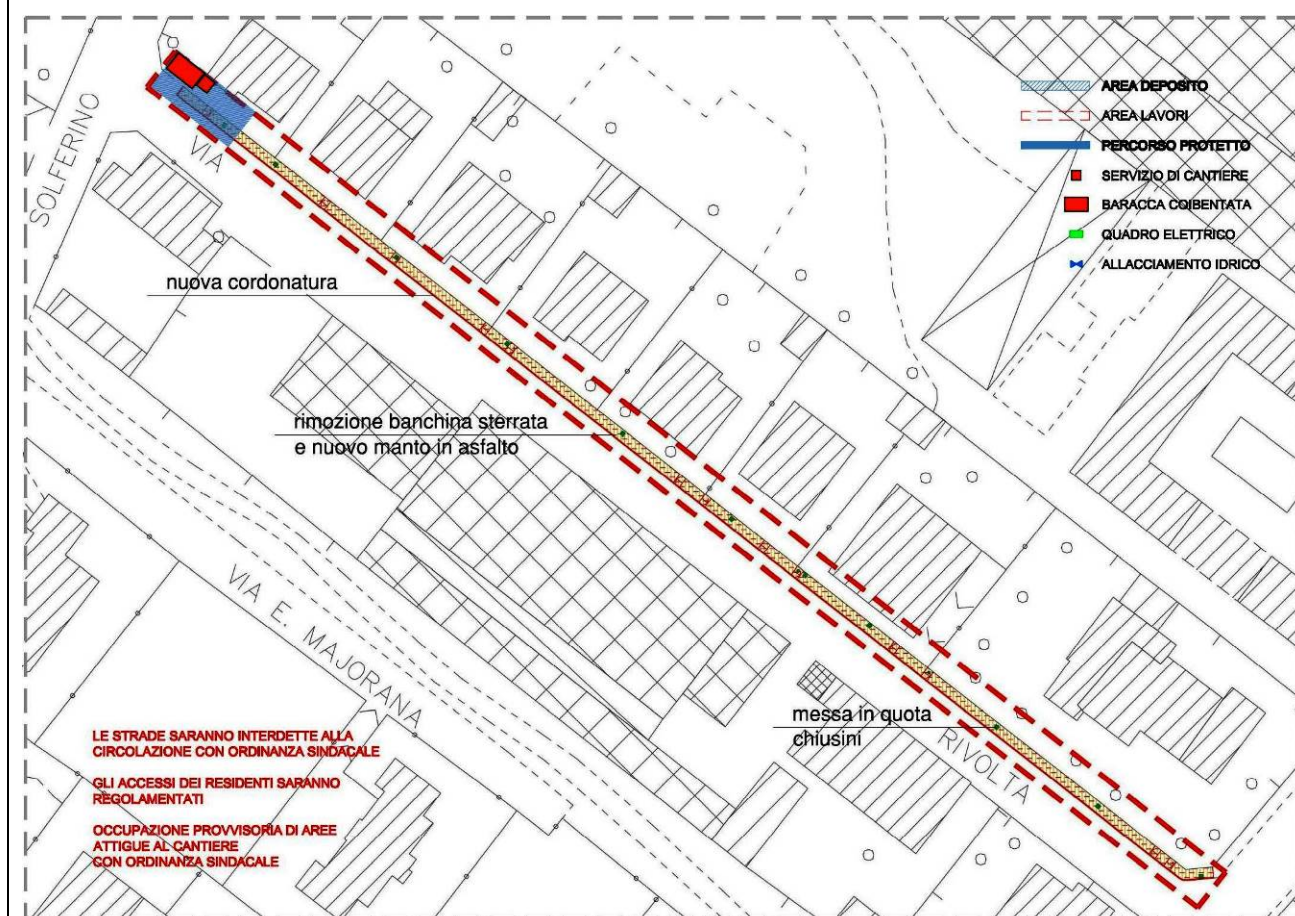 SOLFERINO
VIA
AREA DEPOSITO
AREA LAVORI
PERCORSO PROTETTO
SERVIZIO DI CANTIERE
BARACCA COIBENTATA
QUADRO ELETTRICO
ALLACCIAMENTO IDRICO
nuova cordonatura
rimozione banchina sterrata
e nuovo manto in asfalto
VIA E. MAJORANA
messa in quota
chiusini
RIVOLTA
LE STRADE SARANNO INTERDETTE ALLA
CIRCOLAZIONE CON ORDINANZA SINDACALE
GLI ACCESSI DEI RESIDENTI SARANNO
REGOLAMENTATI
OCCUPAZIONE PROVVISORIA DI AREE
ATTIGUE AL CANTIERE
CON ORDINANZA SINDACALE